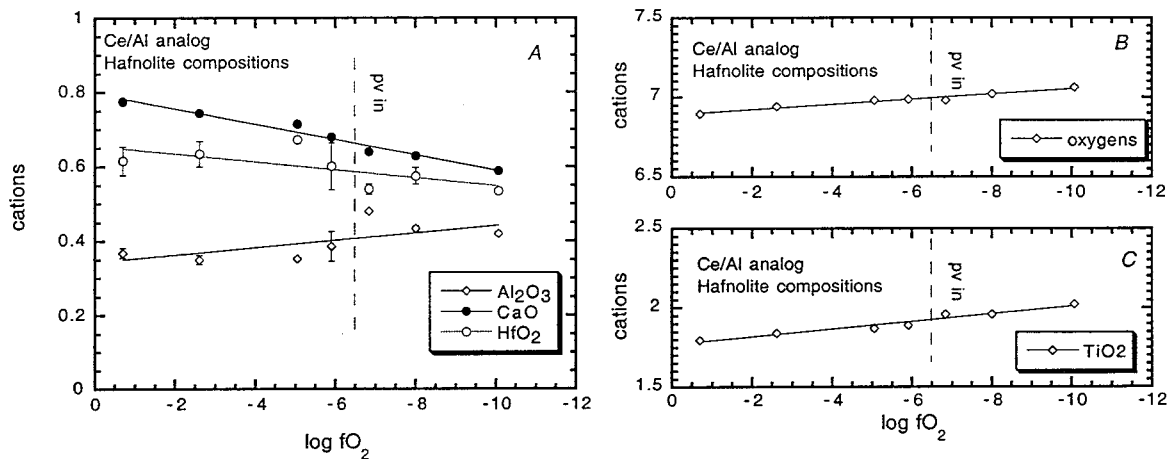 Ce/Al analog
Hafnolite compositions
A
pv in
cations
1
0.8
0.6
0.4
0.2
0
Al2O3
CaO
HfO2
0 -2 -4 -6 -8 -10 -12
log fO2
Ce/Al analog
Hafnolite compositions
B
pv in
cations
7.5
7
6.5
oxygens
0 -2 -4 -6 -8 -10 -12
Ce/Al analog
Hafnolite compositions
C
pv in
cations
2.5
2
1.5
TiO2
0 -2 -4 -6 -8 -10 -12
log fO2